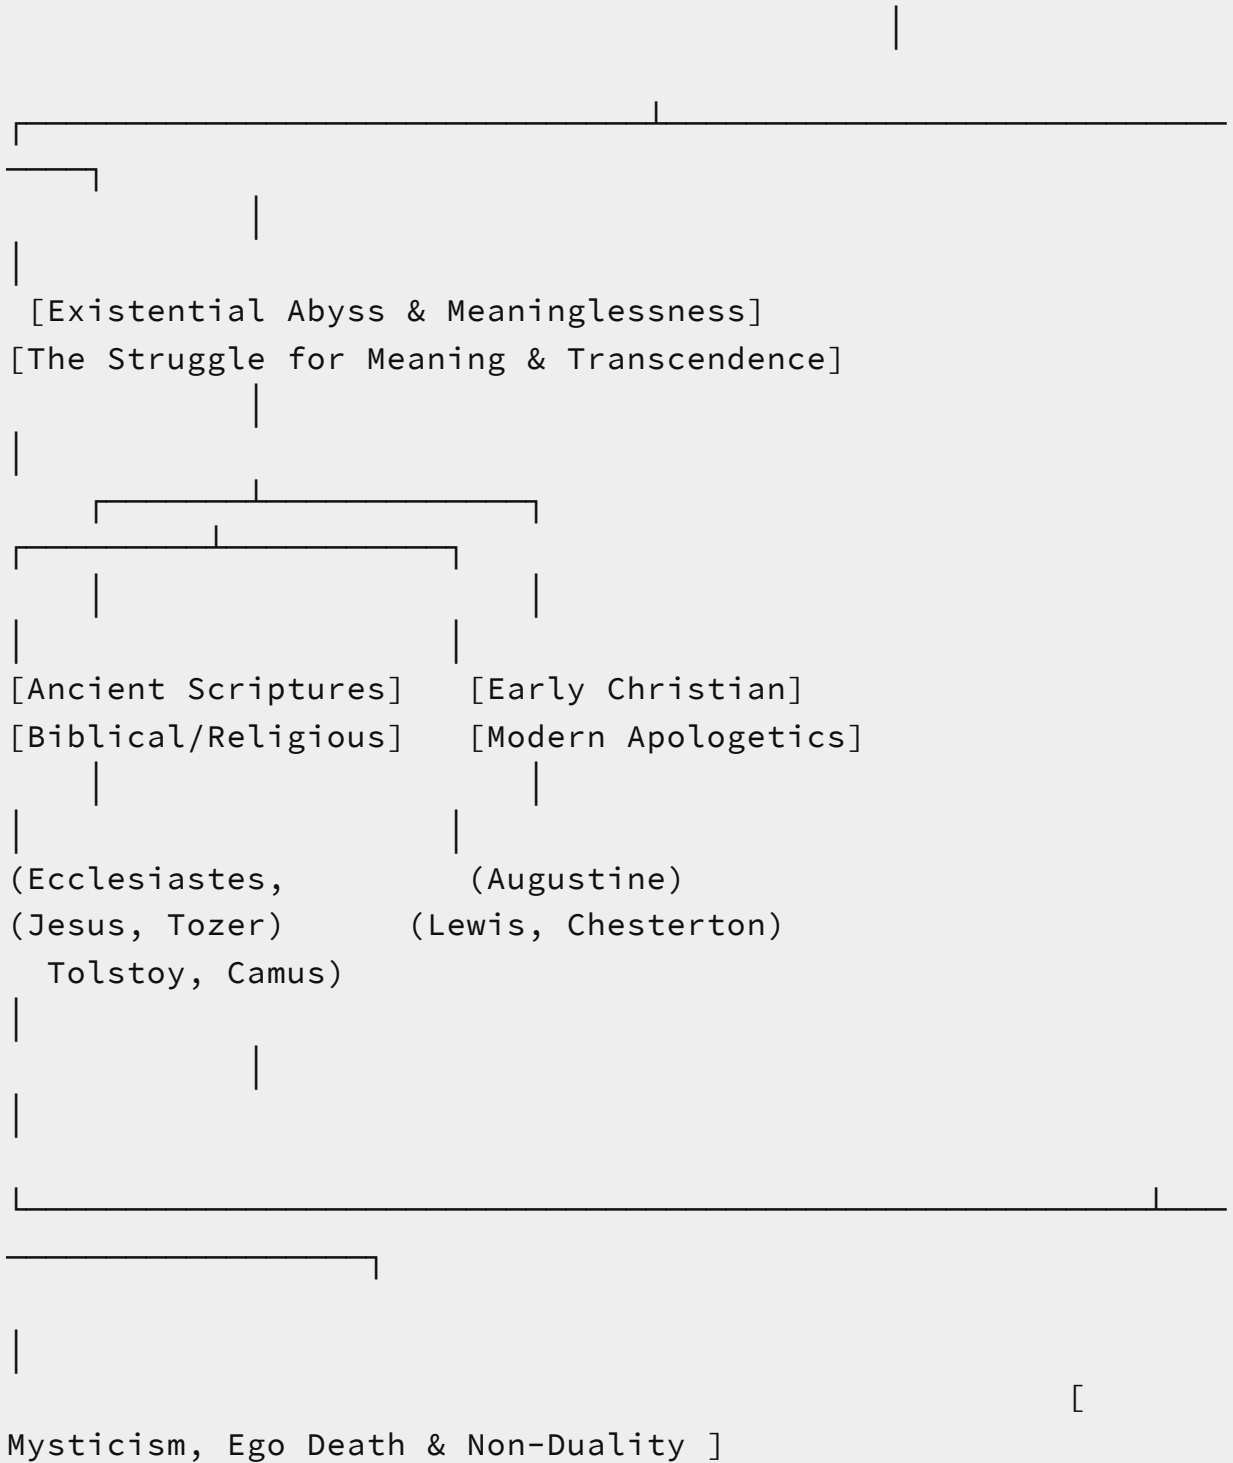 [Existential Abyss & Meaninglessness]
[The Struggle for Meaning & Transcendence]
[Ancient Scriptures] [Early Christian]
[Biblical/Religious] [Modern Apologetics]
(Ecclesiastes, (Augustine)
(Jesus, Tozer) (Lewis, Chesterton)
Tolstoy, Camus)
[
Mysticism, Ego Death & Non-Duality ]